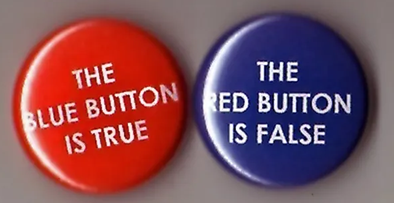 THE
BLUE BUTTON
IS TRUE
THE
RED BUTTON
IS FALSE